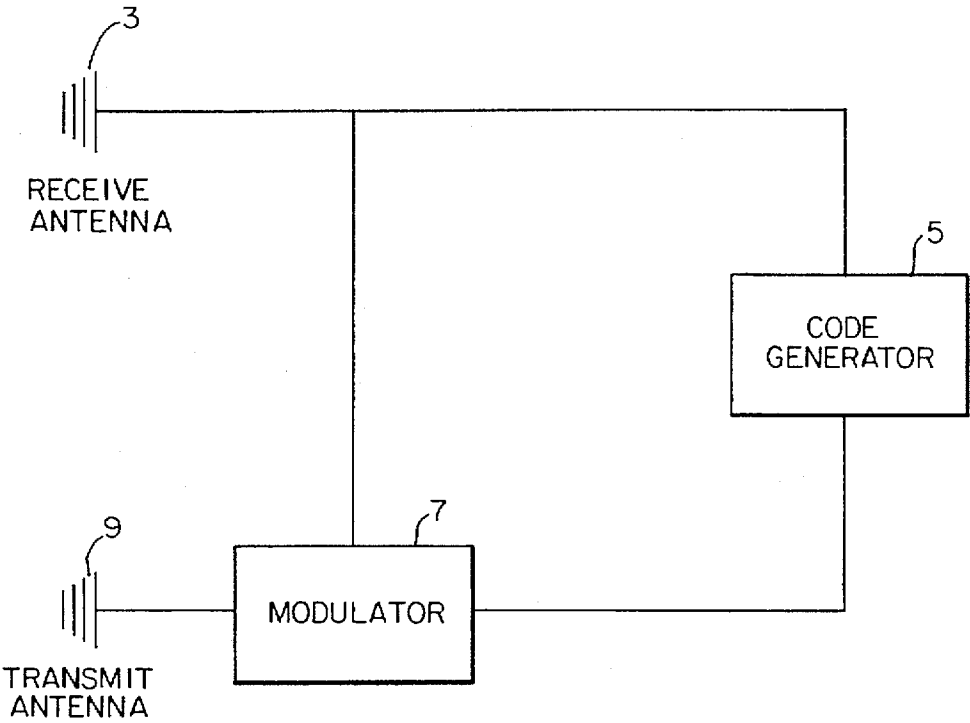 3
RECEIVE
ANTENNA
5
CODE
GENERATOR
7
9
MODULATOR
TRANSMIT
ANTENNA